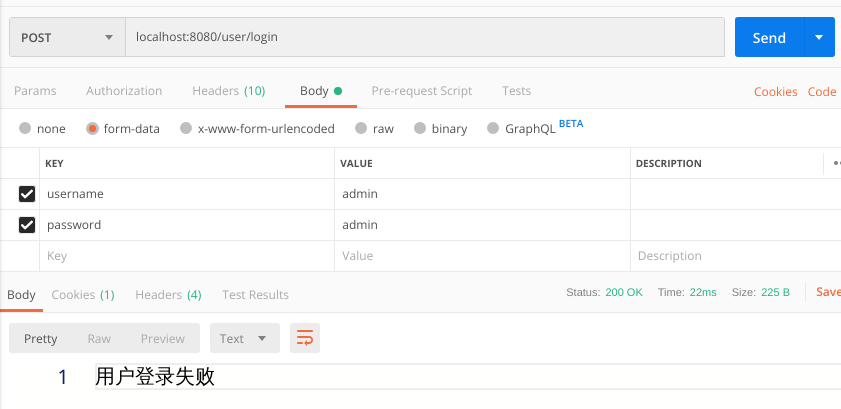 POST localhost:8080/user/login Send
Params Authorization Headers (10) Body Pre-request Script Tests Cookies Code
none form-data x-www-form-urlencoded raw binary GraphQL BETA
KEY VALUE DESCRIPTION
username admin
password admin
Key Value Description
Body Cookies (1) Headers (4) Test Results Status: 200 OK Time: 22ms Size: 225 B Save
Pretty Raw Preview Text
1 用户登录失败